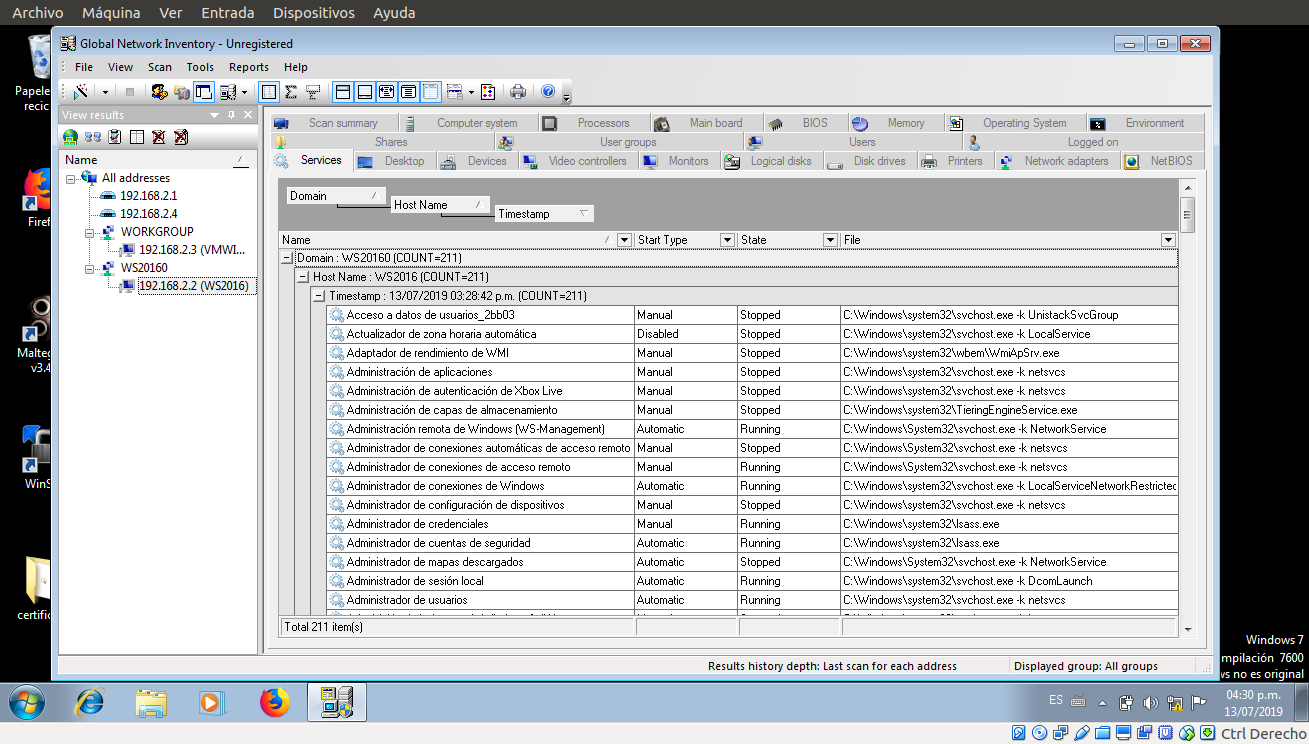 Archivo Máquina Ver Entrada Dispositivos Ayuda
Global Network Inventory - Unregistered
File View Scan Tools Reports Help
View results
Name
All addresses
192.168.2.1
192.168.2.4
WORKGROUP
192.168.2.3 (VMWI...
WS20160
192.168.2.2 (WS2016)
Scan summary Computer system Processors Main board BIOS Memory Operating System Environment
Shares User groups Users Logged on
Services Desktop Devices Video controllers Monitors Logical disks Disk drives Printers Network adapters NetBIOS
Domain
Host Name
Timestamp
Name Start Type State File
Domain : WS20160 (COUNT=211)
Host Name : WS2016 (COUNT=211)
Timestamp : 13/07/2019 03:28:42 p.m. (COUNT=211)
Acceso a datos de usuarios_2bb03 Manual Stopped C:\Windows\system32\svchost.exe -k UnistackSvcGroup
Actualizador de zona horaria automática Disabled Stopped C:\Windows\system32\svchost.exe -k LocalService
Adaptador de rendimiento de WMI Manual Stopped C:\Windows\system32\wbem\WmiApSrv.exe
Administración de aplicaciones Manual Stopped C:\Windows\system32\svchost.exe -k netsvcs
Administración de autenticación de Xbox Live Manual Stopped C:\Windows\system32\svchost.exe -k netsvcs
Administración de capas de almacenamiento Manual Stopped C:\Windows\system32\TieringEngineService.exe
Administración remota de Windows (WS-Management) Automatic Running C:\Windows\System32\svchost.exe -k NetworkService
Administrador de conexiones automáticas de acceso remoto Manual Stopped C:\Windows\System32\svchost.exe -k netsvcs
Administrador de conexiones de acceso remoto Manual Running C:\Windows\System32\svchost.exe -k netsvcs
Administrador de conexiones de Windows Automatic Running C:\Windows\system32\svchost.exe -k LocalServiceNetworkRestricted
Administrador de configuración de dispositivos Manual Stopped C:\Windows\system32\svchost.exe -k netsvcs
Administrador de credenciales Manual Running C:\Windows\system32\lsass.exe
Administrador de cuentas de seguridad Automatic Running C:\Windows\system32\lsass.exe
Administrador de mapas descargados Automatic Stopped C:\Windows\System32\svchost.exe -k NetworkService
Administrador de sesión local Automatic Running C:\Windows\system32\svchost.exe -k DcomLaunch
Administrador de usuarios Automatic Running C:\Windows\system32\svchost.exe -k netsvcs
Total 211 item(s)
Results history depth: Last scan for each address Displayed group: All groups
Papele
recic
Firef
Malteg
v3.4
WinS
certific
Windows 7
mpilación 7600
ws no es original
ES
04:30 p.m.
13/07/2019
Ctrl Derecho